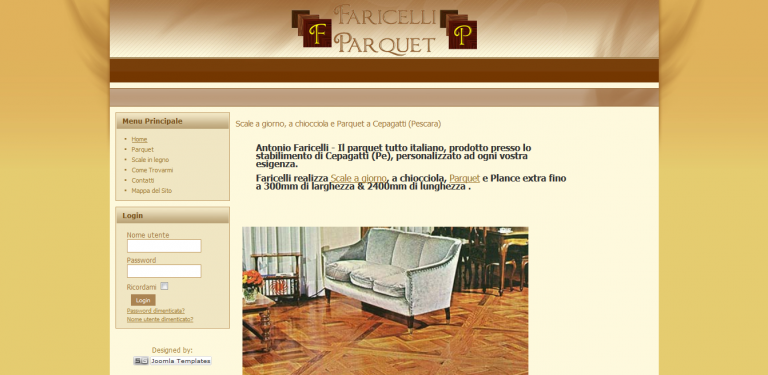 FARICELLI
PARQUET
F
P
Menu Principale
Home
Parquet
Scale in legno
Come Trovarmi
Contatti
Mappa del Sito
Login
Nome utente
Password
Ricordami
Login
Password dimenticata?
Nome utente dimenticato?
Designed by:
Joomla Templates
Scale a giorno, a chiocciola e Parquet a Cepagatti (Pescara)
Antonio Faricelli - Il parquet tutto italiano, prodotto presso lo
stabilimento di Cepagatti (Pe), personalizzato ad ogni vostra
esigenza.
Faricelli realizza Scale a giorno, a chiocciola, Parquet e Plance extra fino
a 300mm di larghezza & 2400mm di lunghezza .